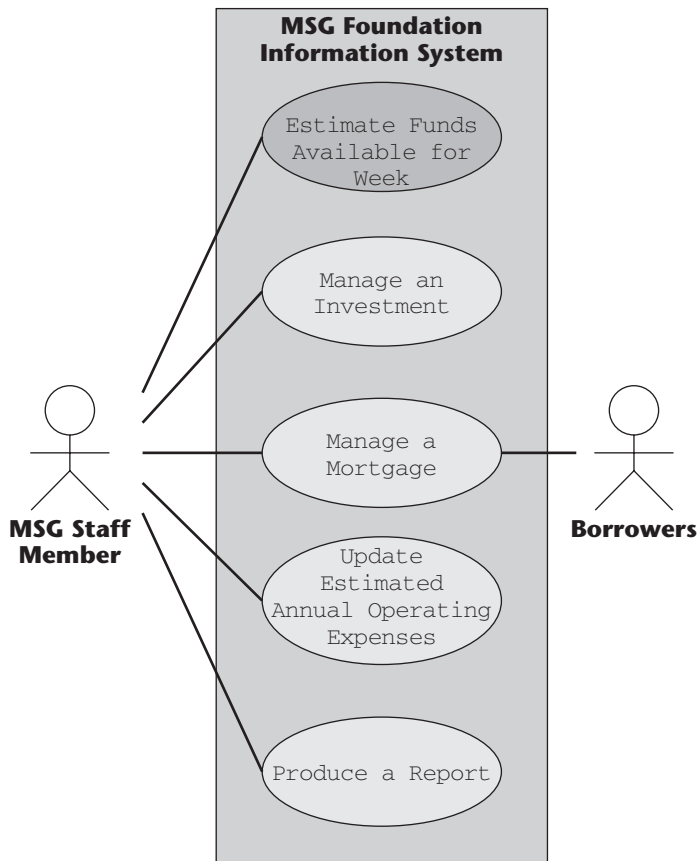 MSG Foundation
Information System
Estimate Funds
Available for
Week
Manage an
Investment
Manage a
Mortgage
MSG Staff
Member
Borrowers
Update
Estimated
Annual Operating
Expenses
Produce a Report